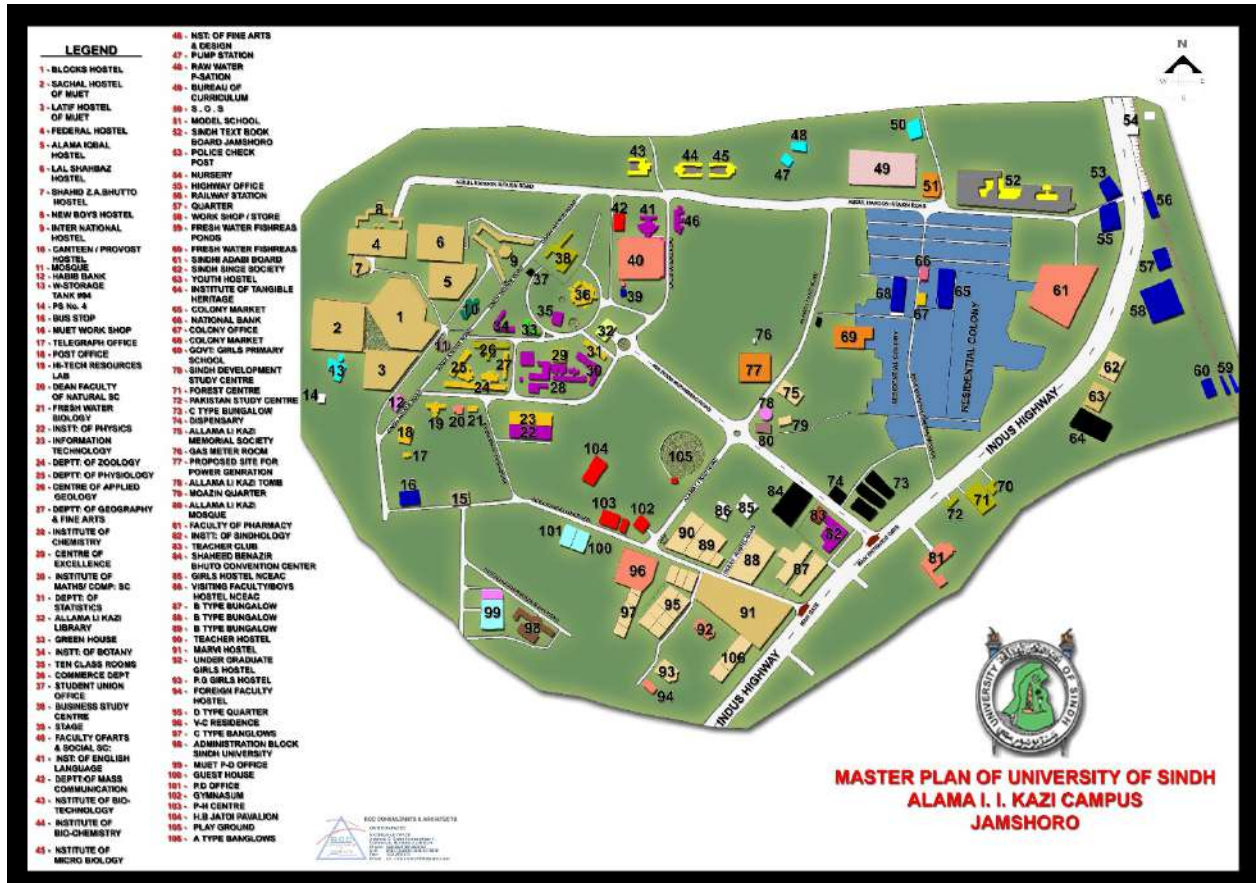 LEGEND
1 - BLOCKS HOSTEL
2 - SACHAL HOSTEL
OF MUET
3 - LATIF HOSTEL
OF MUET
4 - FEDERAL HOSTEL
5 - ALAMA IQBAL
HOSTEL
6 - LAL SHAHBAZ
HOSTEL
7 - SHAHID Z.A.BHUTTO
HOSTEL
8 - NEW BOYS HOSTEL
9 - INTER NATIONAL
HOSTEL
10 - CANTEEN / PROVOST
HOSTEL
11 - MOSQUE
12 - HABIB BANK
13 - W-STORAGE
TANK #04
14 - PS No. 4
15 - BUS STOP
16 - MUET WORK SHOP
17 - TELEGRAPH OFFICE
18 - POST OFFICE
19 - HI-TECH RESOURCES
LAB
20 - DEAN FACULTY
OF NATURAL SC
21 - FRESH WATER
BIOLOGY
22 - INSTT: OF PHYSICS
23 - INFORMATION
TECHNOLOGY
24 - DEPTT: OF ZOOLOGY
25 - DEPTT: OF PHYSIOLOGY
26 - CENTRE OF APPLIED
GEOLOGY
27 - DEPTT: OF GEOGRAPHY
& FINE ARTS
28 - INSTITUTE OF
CHEMISTRY
29 - CENTRE OF
EXCELLENCE
30 - INSTITUTE OF
MATHS/ COMP: SC
31 - DEPTT: OF
STATISTICS
32 - ALLAMA I.I KAZI
LIBRARY
33 - GREEN HOUSE
34 - INSTT: OF BOTANY
35 - TEN CLASS ROOMS
36 - COMMERCE DEPT
37 - STUDENT UNION
OFFICE
38 - BUSINESS STUDY
CENTRE
39 - STAGE
40 - FACULTY OFARTS
& SOCIAL SC:
41 - INST: OF ENGLISH
LANGUAGE
42 - DEPTT:OF MASS
COMMUNICATION
43 - NSTITUTE OF BIO-
TECHNOLOGY
44 - INSTITUTE OF
BIO-CHEMISTRY
45 - NSTITUTE OF
MICRO BIOLOGY
46 - NST: OF FINE ARTS
& DESIGN
47 - PUMP STATION
48 - RAW WATER
P-SATION
49 - BUREAU OF
CURRICULUM
50 - S . O . S
51 - MODEL SCHOOL
52 - SINDH TEXT BOOK
BOARD JAMSHORO
53 - POLICE CHECK
POST
54 - NURSERY
55 - HIGHWAY OFFICE
56 - RAILWAY STATION
57 - QUARTER
58 - WORK SHOP / STORE
59 - FRESH WATER FISHREAS
PONDS
60 - FRESH WATER FISHREAS
61 - SINDHI ADABI BOARD
62 - SINDH SINCE SOCIETY
63 - YOUTH HOSTEL
64 - INSTITUTE OF TANGIBLE
HERITAGE
65 - COLONY MARKET
66 - NATIONAL BANK
67 - COLONY OFFICE
68 - COLONY MARKET
69 - GOVT: GIRLS PRIMARY
SCHOOL
70 - SINDH DEVELOPMENT
STUDY CENTRE
71 - FOREST CENTRE
72 - PAKISTAN STUDY CENTRE
73 - C TYPE BUNGALOW
74 - DISPENSARY
75 - ALLAMA I.I KAZI
MEMORIAL SOCIETY
76 - GAS METER ROOM
77 - PROPOSED SITE FOR
POWER GENRATION
78 - ALLAMA I.I KAZI TOMB
79 - MOAZIN QUARTER
80 - ALLAMA I.I KAZI
MOSQUE
81 - FACULTY OF PHARMACY
82 - INSTT: OF SINDHOLOGY
83 - TEACHER CLUB
84 - SHAHEED BENAZIR
BHUTO CONVENTION CENTER
85 - GIRLS HOSTEL NCEAC
86 - VISITING FACULTY/BOYS
HOSTEL NCEAC
87 - B TYPE BUNGALOW
88 - B TYPE BUNGALOW
89 - B TYPE BUNGALOW
90 - TEACHER HOSTEL
91 - MARVI HOSTEL
92 - UNDER GRADUATE
GIRLS HOSTEL
93 - P.G GIRLS HOSTEL
94 - FOREIGN FACULTY
HOSTEL
95 - D TYPE QUARTER
96 - V-C RESIDENCE
97 - C TYPE BANGLOWS
98 - ADMINISTRATION BLOCK
SINDH UNIVERSITY
99 - MUET P-D OFFICE
100 - GUEST HOUSE
101 - P.D OFFICE
102 - GYMNASUM
103 - P-H CENTRE
104 - H.B JATOI PAVALION
105 - PLAY GROUND
106 - A TYPE BANGLOWS
N
INDUS HIGHWAY
INDUS HIGHWAY
RESIDENTIAL COLONY
RESIDENTIAL COLONY
MAIN GATE
UNIVERSITY OF SINDH
BCC CONSULTANTS & ARCHITECTS
MASTER PLAN OF UNIVERSITY OF SINDH
ALAMA I. I. KAZI CAMPUS
JAMSHORO